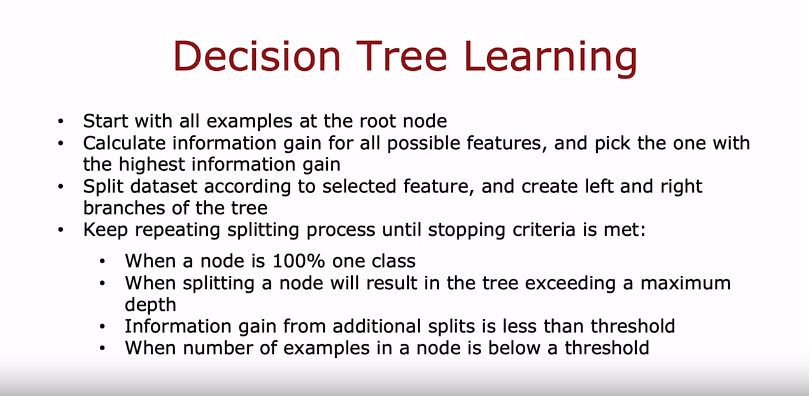 Decision Tree Learning
• Start with all examples at the root node
• Calculate information gain for all possible features, and pick the one with
the highest information gain
• Split dataset according to selected feature, and create left and right
branches of the tree
• Keep repeating splitting process until stopping criteria is met:
• When a node is 100% one class
• When splitting a node will result in the tree exceeding a maximum
depth
• Information gain from additional splits is less than threshold
• When number of examples in a node is below a threshold